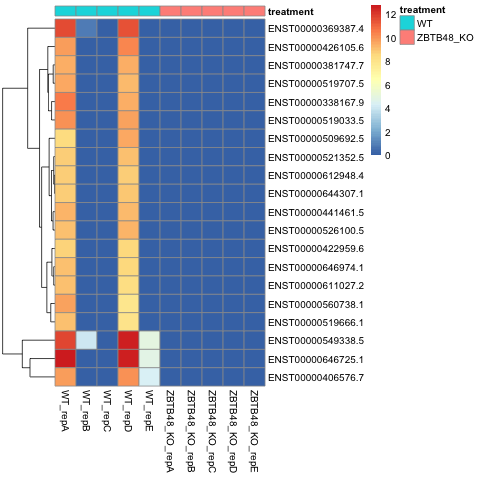 treatment
ENST00000369387.4
ENST00000426105.6
ENST00000381747.7
ENST00000519707.5
ENST00000338167.9
ENST00000519033.5
ENST00000509692.5
ENST00000521352.5
ENST00000612948.4
ENST00000644307.1
ENST00000441461.5
ENST00000526100.5
ENST00000422959.6
ENST00000646974.1
ENST00000611027.2
ENST00000560738.1
ENST00000519666.1
ENST00000549338.5
ENST00000646725.1
ENST00000406576.7
WT_repA
WT_repB
WT_repC
WT_repD
WT_repE
ZBTB48_KO_repA
ZBTB48_KO_repB
ZBTB48_KO_repC
ZBTB48_KO_repD
ZBTB48_KO_repE
12
10
8
6
4
2
0
treatment
WT
ZBTB48_KO